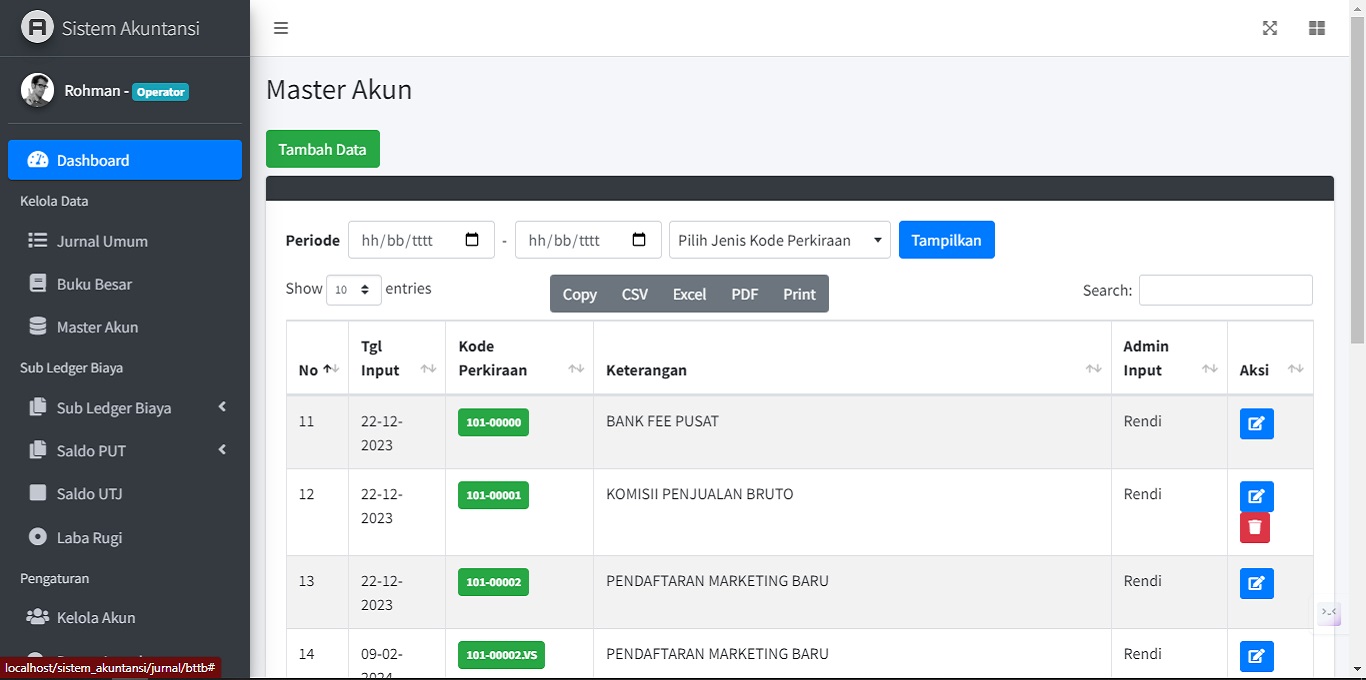 Sistem Akuntansi
Rohman - Operator
Dashboard
Kelola Data
Jurnal Umum
Buku Besar
Master Akun
Sub Ledger Biaya
Sub Ledger Biaya
Saldo PUT
Saldo UTJ
Laba Rugi
Pengaturan
Kelola Akun
localhost/sistem_akuntansi/jurnal/bttb#
Master Akun
Tambah Data
Periode hh/bb/tttt - hh/bb/tttt Pilih Jenis Kode Perkiraan Tampilkan
Show 10 entries Copy CSV Excel PDF Print Search:
No Tgl Input Kode Perkiraan Keterangan Admin Input Aksi
11 22-12-2023 101-00000 BANK FEE PUSAT Rendi
12 22-12-2023 101-00001 KOMISII PENJUALAN BRUTO Rendi
13 22-12-2023 101-00002 PENDAFTARAN MARKETING BARU Rendi
14 09-02-2024 101-00002.VS PENDAFTARAN MARKETING BARU Rendi